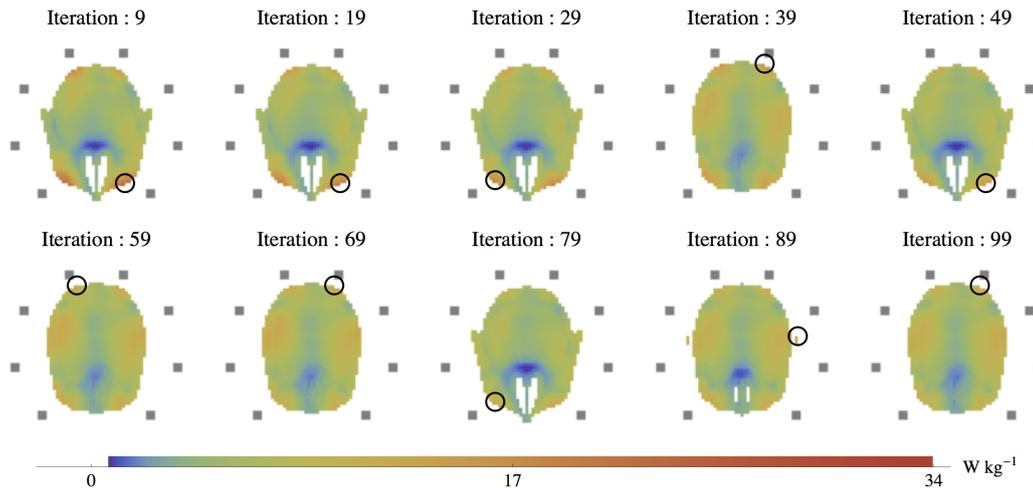 Iteration : 9
Iteration : 19
Iteration : 29
Iteration : 39
Iteration : 49
Iteration : 59
Iteration : 69
Iteration : 79
Iteration : 89
Iteration : 99
0
17
34
W kg⁻¹